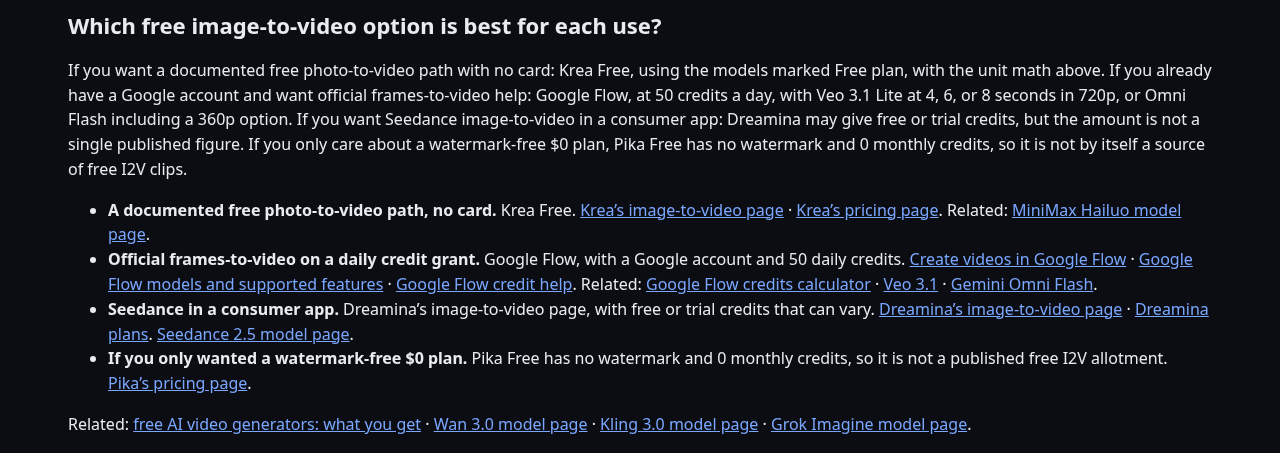 Which free image-to-video option is best for each use?
If you want a documented free photo-to-video path with no card: Krea Free, using the models marked Free plan, with the unit math above. If you already
have a Google account and want official frames-to-video help: Google Flow, at 50 credits a day, with Veo 3.1 Lite at 4, 6, or 8 seconds in 720p, or Omni
Flash including a 360p option. If you want Seedance image-to-video in a consumer app: Dreamina may give free or trial credits, but the amount is not a
single published figure. If you only care about a watermark-free $0 plan, Pika Free has no watermark and 0 monthly credits, so it is not by itself a source
of free I2V clips.
• A documented free photo-to-video path, no card. Krea Free. Krea’s image-to-video page · Krea’s pricing page. Related: MiniMax Hailuo model
page.
• Official frames-to-video on a daily credit grant. Google Flow, with a Google account and 50 daily credits. Create videos in Google Flow · Google
Flow models and supported features · Google Flow credit help. Related: Google Flow credits calculator · Veo 3.1 · Gemini Omni Flash.
• Seedance in a consumer app. Dreamina’s image-to-video page, with free or trial credits that can vary. Dreamina’s image-to-video page · Dreamina
plans. Seedance 2.5 model page.
• If you only wanted a watermark-free $0 plan. Pika Free has no watermark and 0 monthly credits, so it is not a published free I2V allotment.
Pika’s pricing page.
Related: free AI video generators: what you get · Wan 3.0 model page · Kling 3.0 model page · Grok Imagine model page.